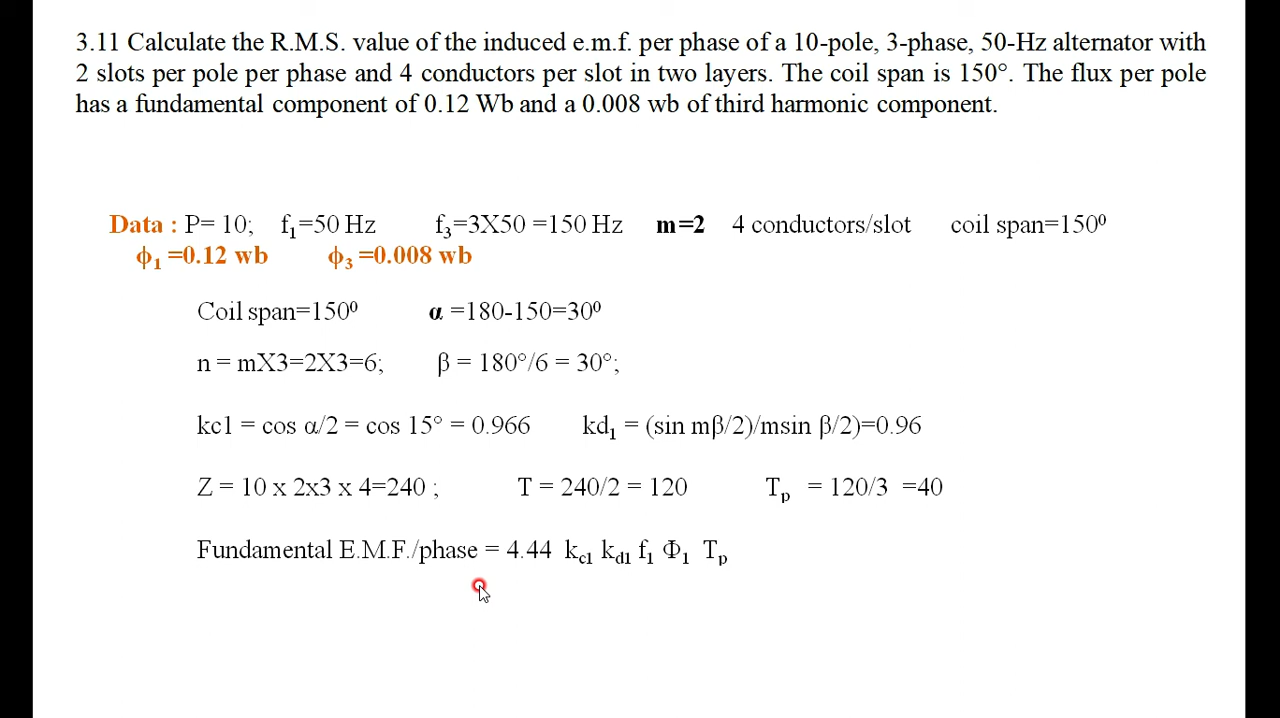 3.11 Calculate the R.M.S. value of the induced e.m.f. per phase of a 10-pole, 3-phase, 50-Hz alternator with
2 slots per pole per phase and 4 conductors per slot in two layers. The coil span is 150°. The flux per pole
has a fundamental component of 0.12 Wb and a 0.008 wb of third harmonic component.
Data : P= 10; f₁=50 Hz f₃=3X50 =150 Hz m=2 4 conductors/slot coil span=150⁰
ϕ₁ =0.12 wb ϕ₃ =0.008 wb
Coil span=150⁰ α =180-150=30⁰
n = mX3=2X3=6; β = 180°/6 = 30°;
kc1 = cos α/2 = cos 15° = 0.966 kd₁ = (sin mβ/2)/msin β/2)=0.96
Z = 10 x 2x3 x 4=240 ; T = 240/2 = 120 Tₚ = 120/3 =40
Fundamental E.M.F./phase = 4.44 k_c1 k_d1 f₁ Φ₁ Tₚ